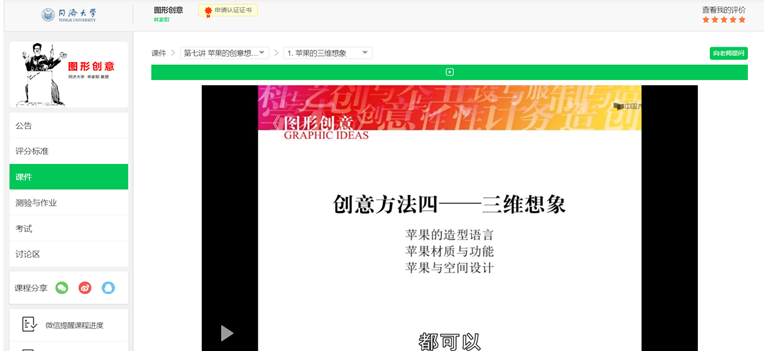 同济大学
TONGJI UNIVERSITY
图形创意
林家阳
申请认证证书
查看我的评价
图形创意
同济大学 林家阳 教授
公告
评分标准
课件
测验与作业
考试
讨论区
课程分享
微信提醒课程进度
课件 > 第七讲 苹果的创意想... > 1. 苹果的三维想象
向老师提问
《图形创意》
GRAPHIC IDEAS
创意方法四——三维想象
苹果的造型语言
苹果材质与功能
苹果与空间设计
都可以